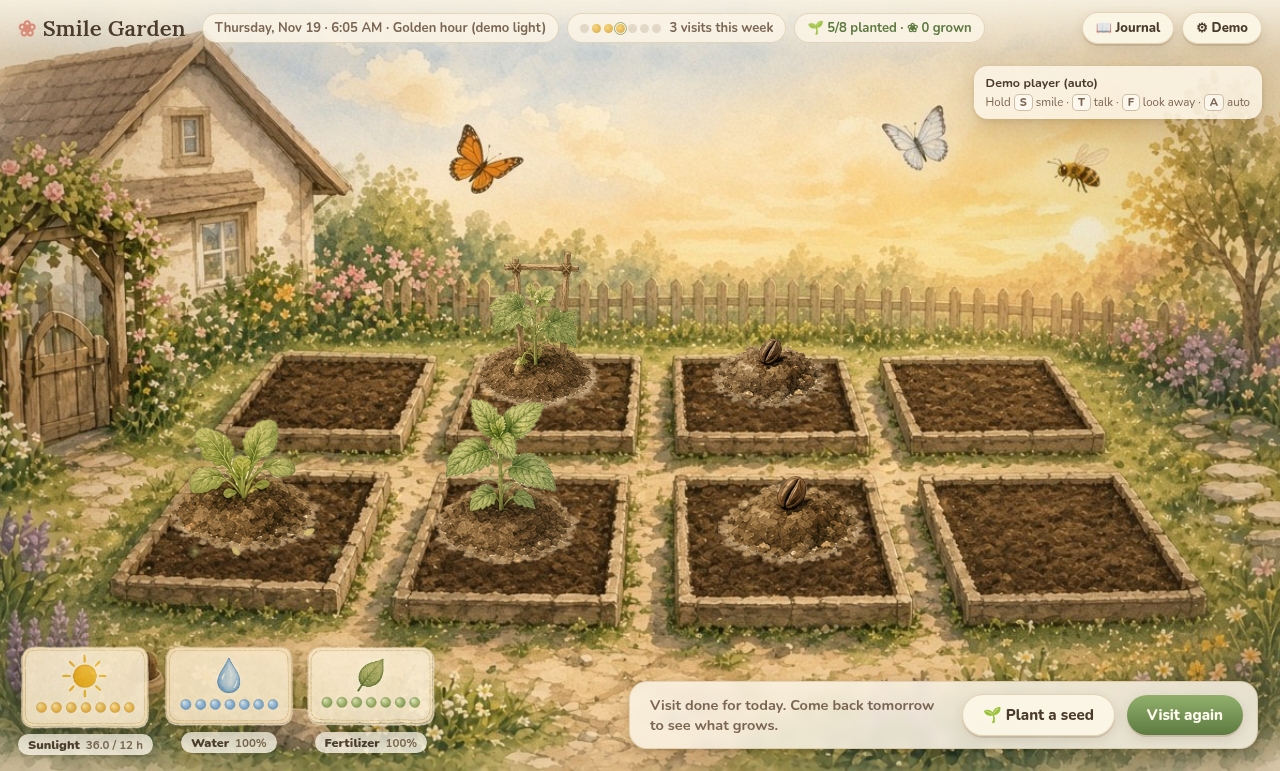 ❀ Smile Garden
Thursday, Nov 19 · 6:05 AM · Golden hour (demo light)
3 visits this week
🌱 5/8 planted · ❀ 0 grown
📖 Journal
⚙ Demo
Demo player (auto)
Hold S smile · T talk · F look away · A auto
Sunlight 36.0 / 12 h
Water 100%
Fertilizer 100%
Visit done for today. Come back tomorrow
to see what grows.
🌱 Plant a seed
Visit again